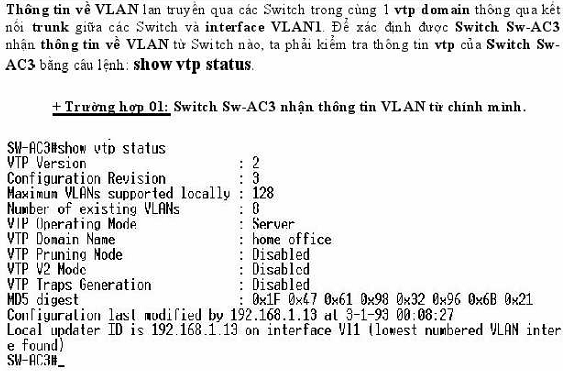 Thông tin về VLAN lan truyền qua các Switch trong cùng 1 vtp domain thông qua kết
nối trunk giữa các Switch và interface VLAN1. Để xác định được Switch Sw-AC3
nhận thông tin về VLAN từ Switch nào, ta phải kiểm tra thông tin vtp của Switch Sw-
AC3 bằng câu lệnh: show vtp status.
+ Trường hợp 01: Switch Sw-AC3 nhận thông tin VLAN từ chính mình.
SW-AC3#show vtp status
VTP Version : 2
Configuration Revision : 3
Maximum VLANs supported locally : 128
Number of existing VLANs : 8
VTP Operating Mode : Server
VTP Domain Name : home office
VTP Pruning Mode : Disabled
VTP V2 Mode : Disabled
VTP Traps Generation : Disabled
MD5 digest : 0x1F 0x47 0x61 0x98 0x32 0x96 0x6B 0x21
Configuration last modified by 192.168.1.13 at 3-1-93 00:08:27
Local updater ID is 192.168.1.13 on interface Vl1 (lowest numbered VLAN inter
e found)
SW-AC3#_